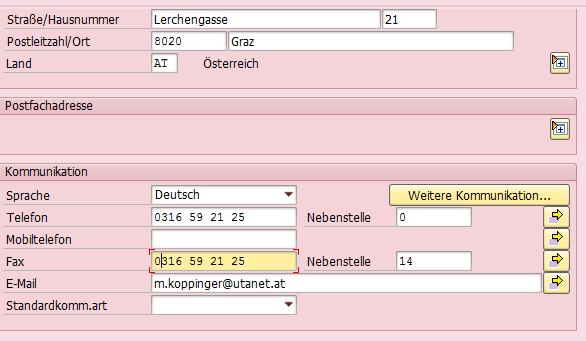 Straße/Hausnummer Lerchengasse 21
Postleitzahl/Ort 8020 Graz
Land AT Österreich
Postfachadresse
Kommunikation
Sprache Deutsch Weitere Kommunikation...
Telefon 0316 59 21 25 Nebenstelle 0
Mobiltelefon
Fax 0316 59 21 25 Nebenstelle 14
E-Mail m.koppinger@utanet.at
Standardkomm.art